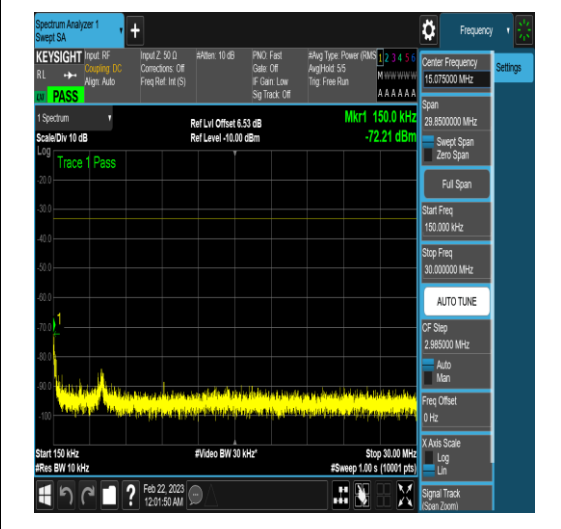 Spectrum Analyzer 1
Swept SA
+
Frequency
KEYSIGHT
RL
PASS
Input: RF
Coupling: DC
Align: Auto
Input Z: 50 Ω
Corrections: Off
Freq Ref: Int (S)
#Atten: 10 dB
PNO: Fast
Gate: Off
IF Gain: Low
Sig Track: Off
#Avg Type: Power (RMS
Avg|Hold: 5/5
Trig: Free Run
1 2 3 4 5 6
M w w w w w
A A A A A A
1 Spectrum
Scale/Div 10 dB
Ref Lvl Offset 6.53 dB
Ref Level -10.00 dBm
Mkr1 150.0 kHz
-72.21 dBm
Log
Trace 1 Pass
-20.0
-30.0
-40.0
-50.0
-60.0
-70.0
-80.0
-90.0
-100
1
Start 150 kHz
#Res BW 10 kHz
#Video BW 30 kHz*
Stop 30.00 MHz
#Sweep 1.00 s (10001 pts)
?
Feb 22, 2023
12:01:50 AM
Center Frequency
15.075000 MHz
Span
29.8500000 MHz
Swept Span
Zero Span
Full Span
Start Freq
150.000 kHz
Stop Freq
30.000000 MHz
AUTO TUNE
CF Step
2.985000 MHz
Auto
Man
Freq Offset
0 Hz
X Axis Scale
Log
Lin
Signal Track
(Span Zoom)
Settings